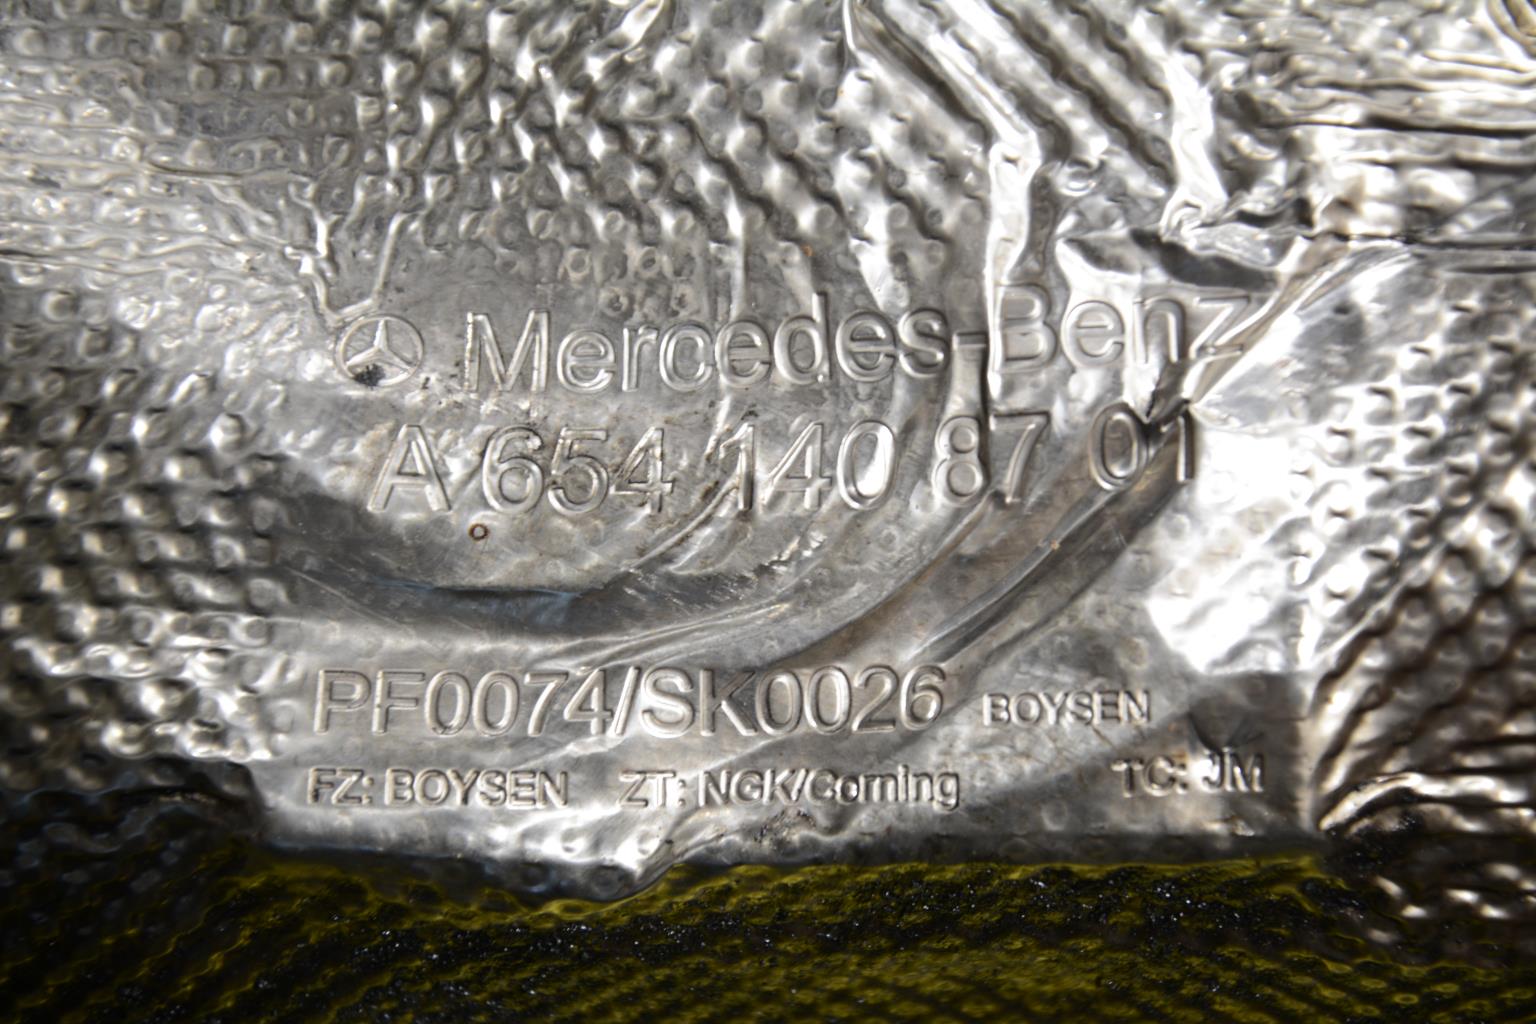 Mercedes-Benz
A 654 140 87 01
PF0074/SK0026 BOYSEN
FZ: BOYSEN ZT: NGK/Corning TC: JM